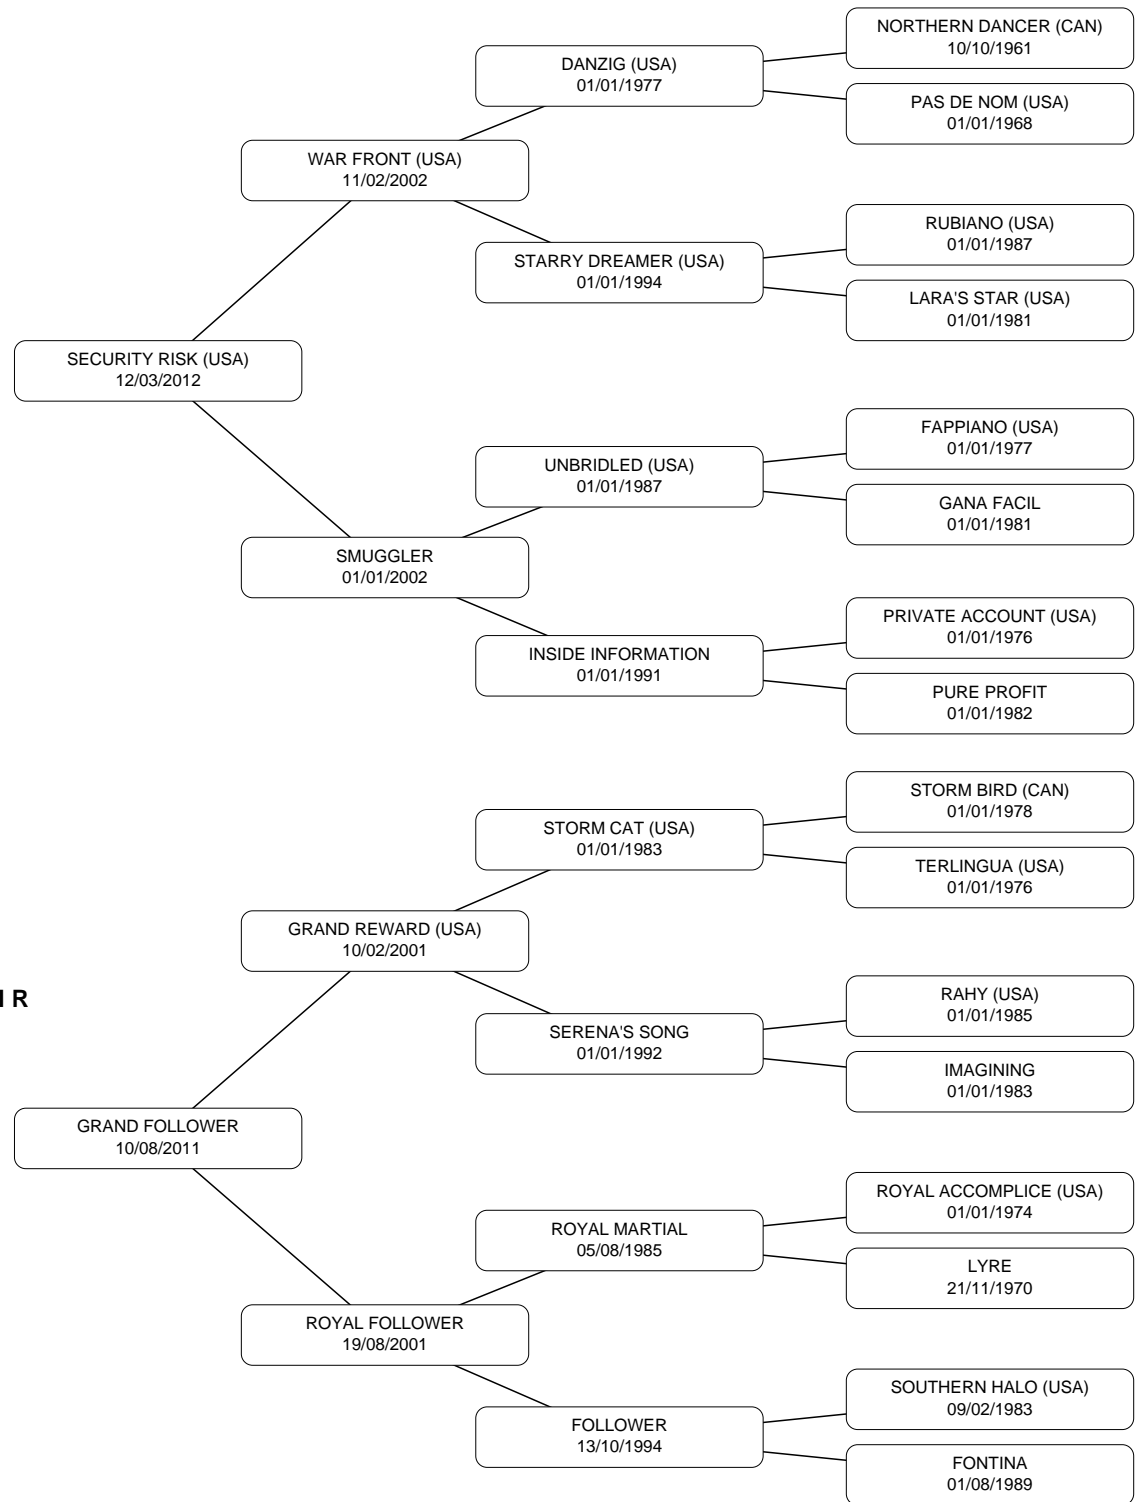 NORTHERN DANCER (CAN)
10/10/1961
DANZIG (USA)
01/01/1977
PAS DE NOM (USA)
01/01/1968
WAR FRONT (USA)
11/02/2002
RUBIANO (USA)
01/01/1987
STARRY DREAMER (USA)
01/01/1994
LARA'S STAR (USA)
01/01/1981
SECURITY RISK (USA)
12/03/2012
FAPPIANO (USA)
01/01/1977
UNBRIDLED (USA)
01/01/1987
GANA FACIL
01/01/1981
SMUGGLER
01/01/2002
PRIVATE ACCOUNT (USA)
01/01/1976
INSIDE INFORMATION
01/01/1991
PURE PROFIT
01/01/1982
STORM BIRD (CAN)
01/01/1978
STORM CAT (USA)
01/01/1983
TERLINGUA (USA)
01/01/1976
GRAND REWARD (USA)
10/02/2001
RAHY (USA)
01/01/1985
R
SERENA'S SONG
01/01/1992
IMAGINING
01/01/1983
GRAND FOLLOWER
10/08/2011
ROYAL ACCOMPLICE (USA)
01/01/1974
ROYAL MARTIAL
05/08/1985
LYRE
21/11/1970
ROYAL FOLLOWER
19/08/2001
SOUTHERN HALO (USA)
09/02/1983
FOLLOWER
13/10/1994
FONTINA
01/08/1989